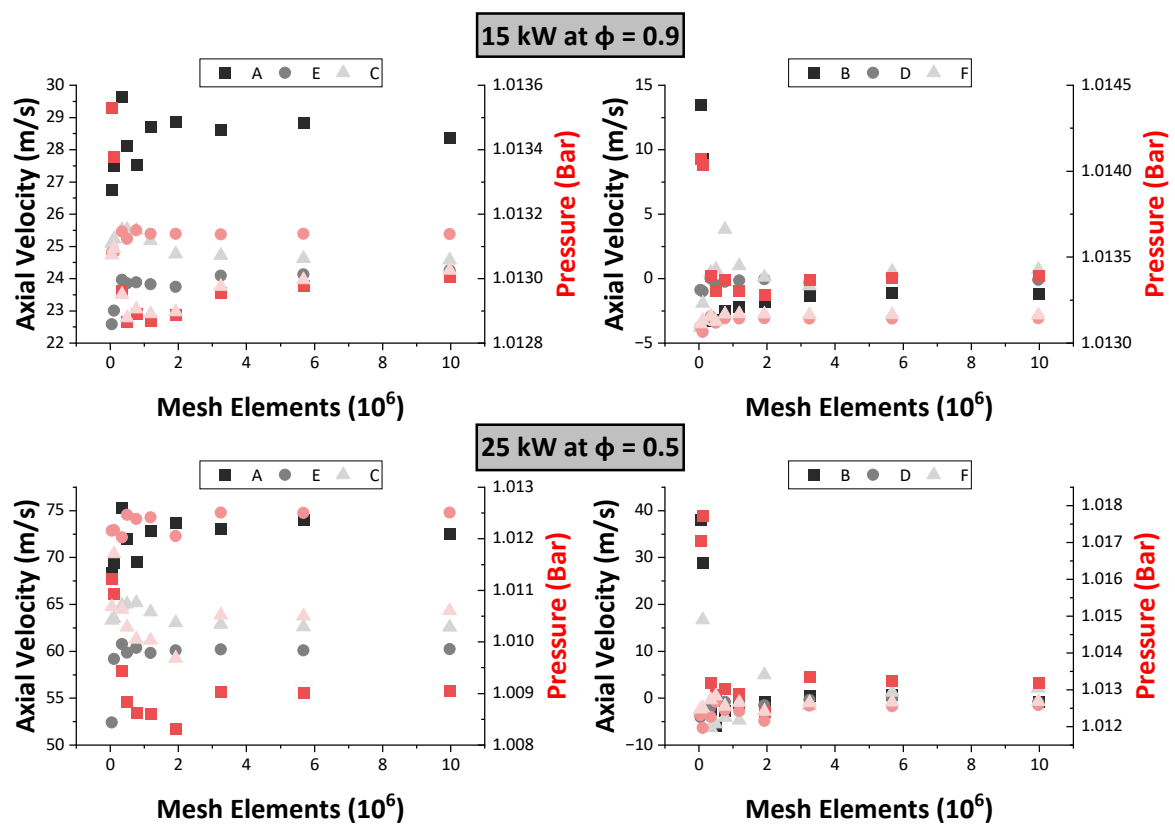 15 kW at ϕ = 0.9
A E C
30
29
28
27
26
25
24
23
22
Axial Velocity (m/s)
1.0136
1.0134
1.0132
1.0130
1.0128
Pressure (Bar)
0 2 4 6 8 10
Mesh Elements (10⁶)
B D F
15
10
5
0
−5
Axial Velocity (m/s)
1.0145
1.0140
1.0135
1.0130
Pressure (Bar)
0 2 4 6 8 10
Mesh Elements (10⁶)
25 kW at ϕ = 0.5
A E C
75
70
65
60
55
50
Axial Velocity (m/s)
1.013
1.012
1.011
1.010
1.009
1.008
Pressure (Bar)
0 2 4 6 8 10
Mesh Elements (10⁶)
B D F
40
30
20
10
0
−10
Axial Velocity (m/s)
1.018
1.017
1.016
1.015
1.014
1.013
1.012
Pressure (Bar)
0 2 4 6 8 10
Mesh Elements (10⁶)